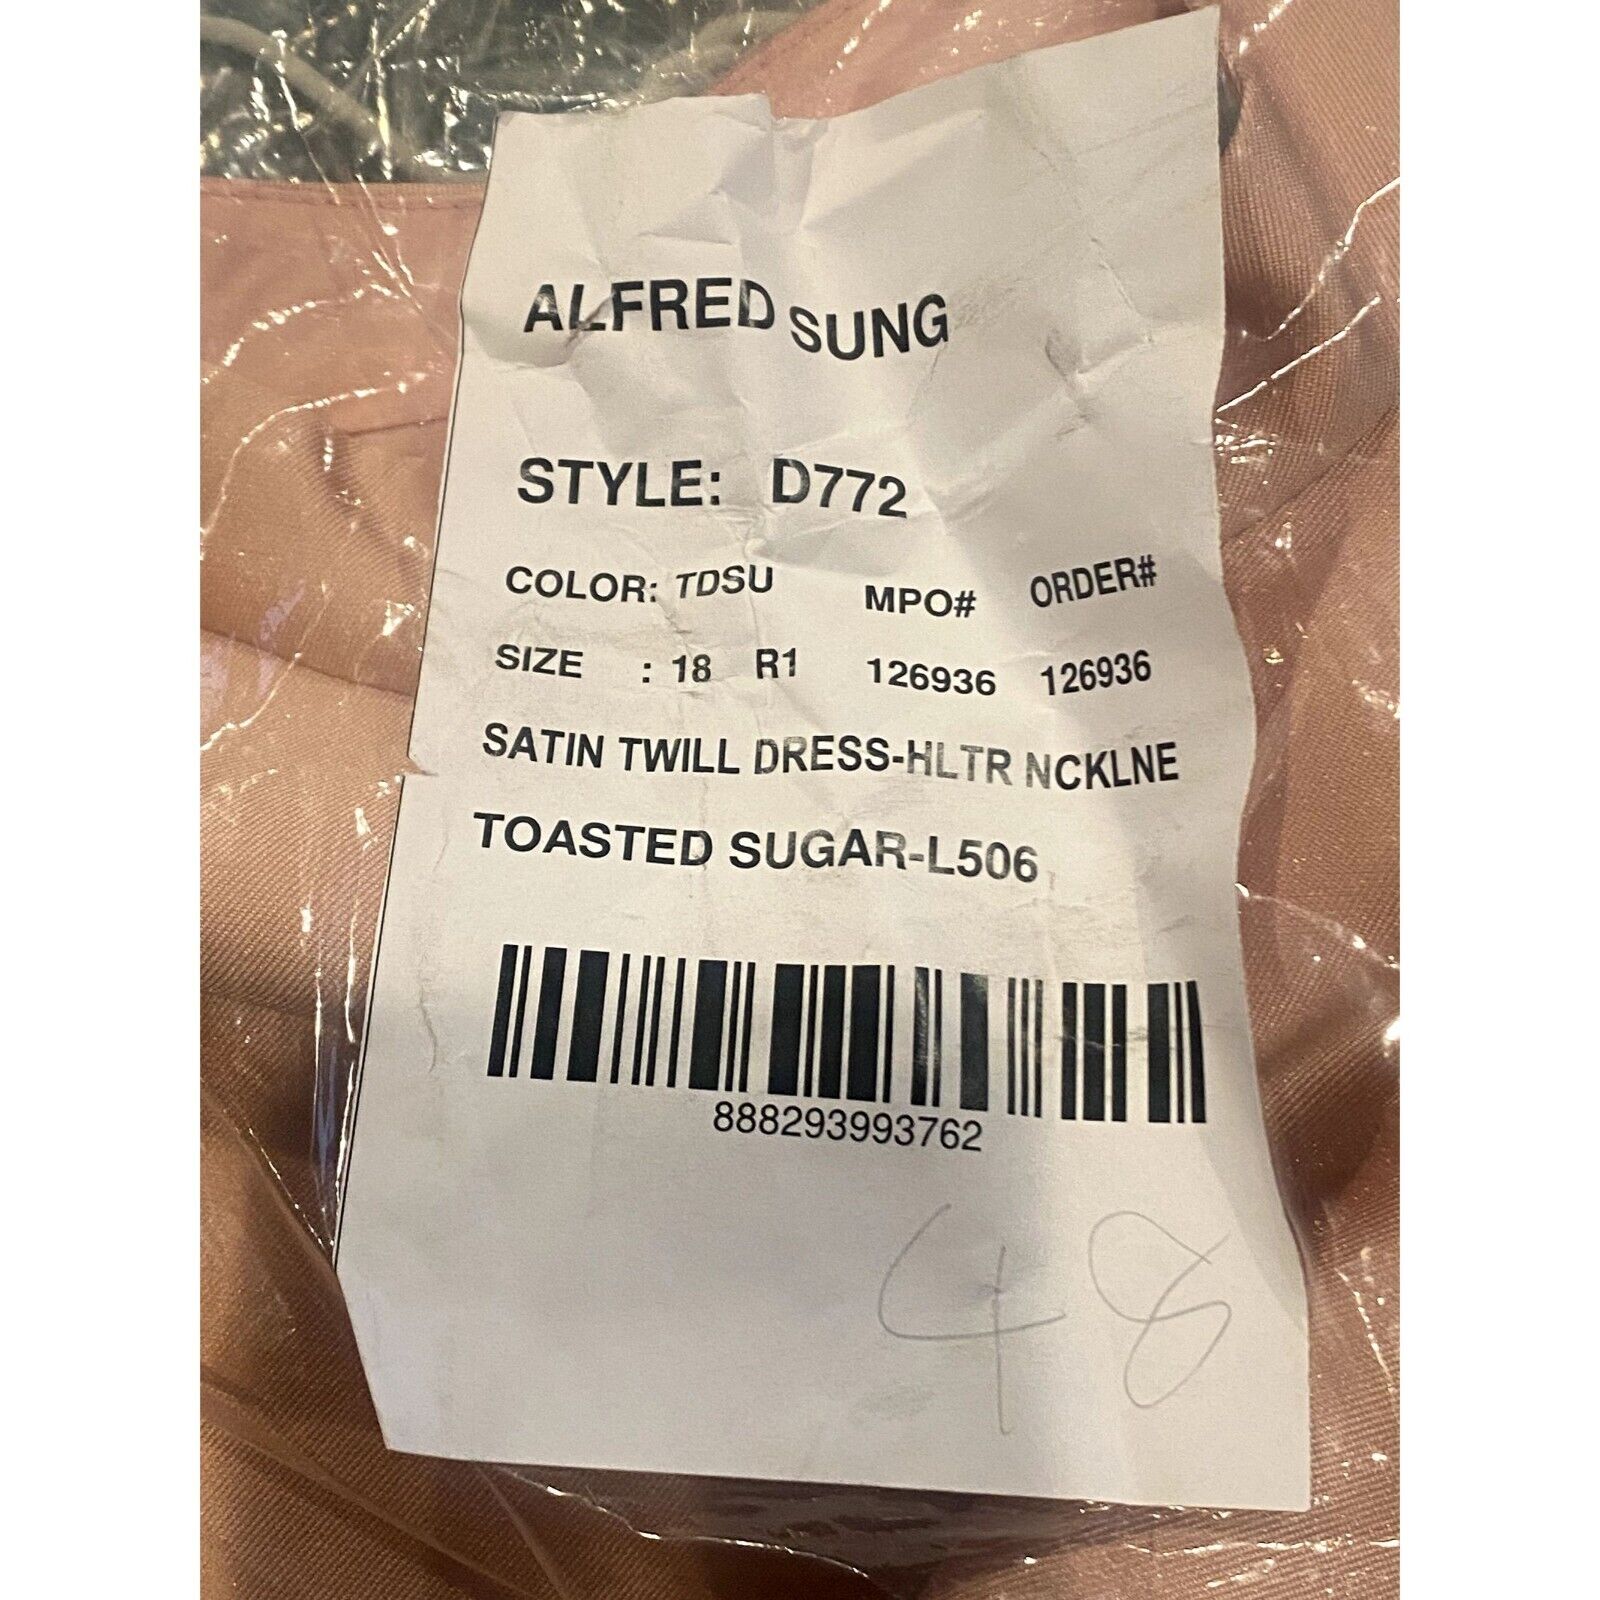 ALFRED SUNG
STYLE: D772
COLOR: TDSU MPO# ORDER#
SIZE : 18 R1 126936 126936
SATIN TWILL DRESS-HLTR NCKLNE
TOASTED SUGAR-L506
888293993762
48